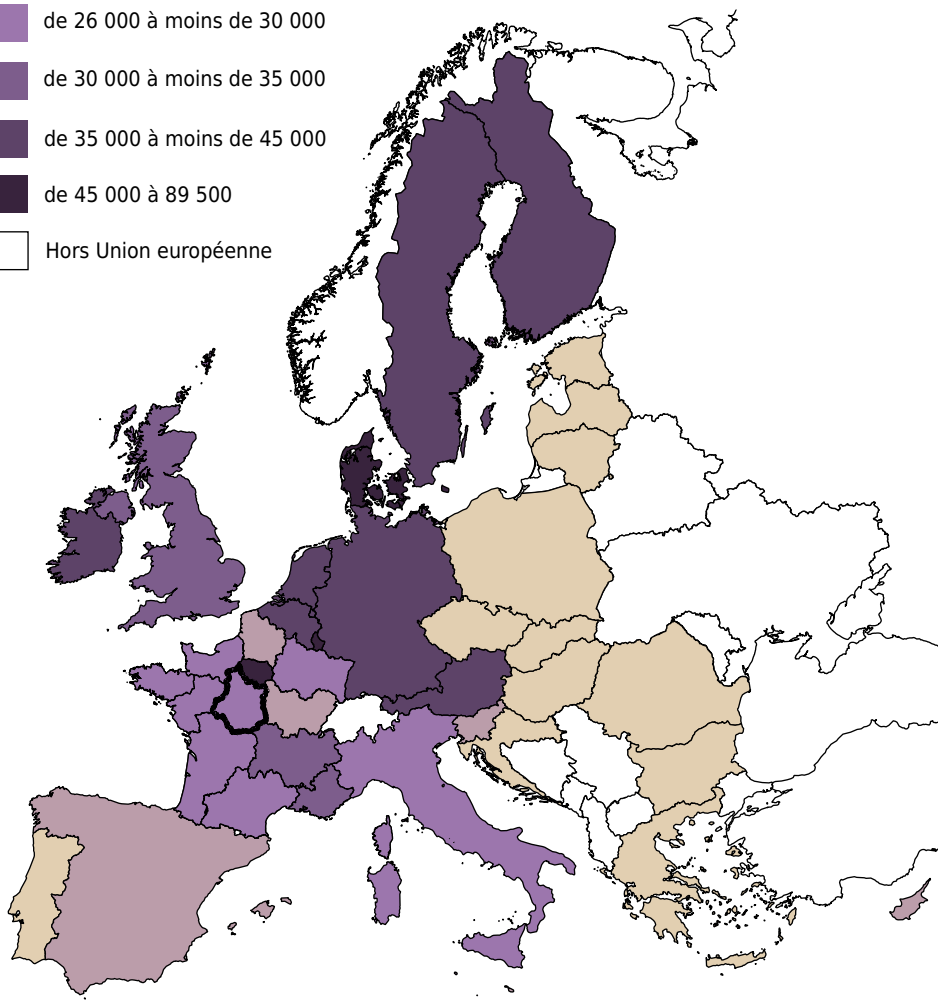 de 26 000 à moins de 30 000
de 30 000 à moins de 35 000
de 35 000 à moins de 45 000
de 45 000 à 89 500
Hors Union européenne